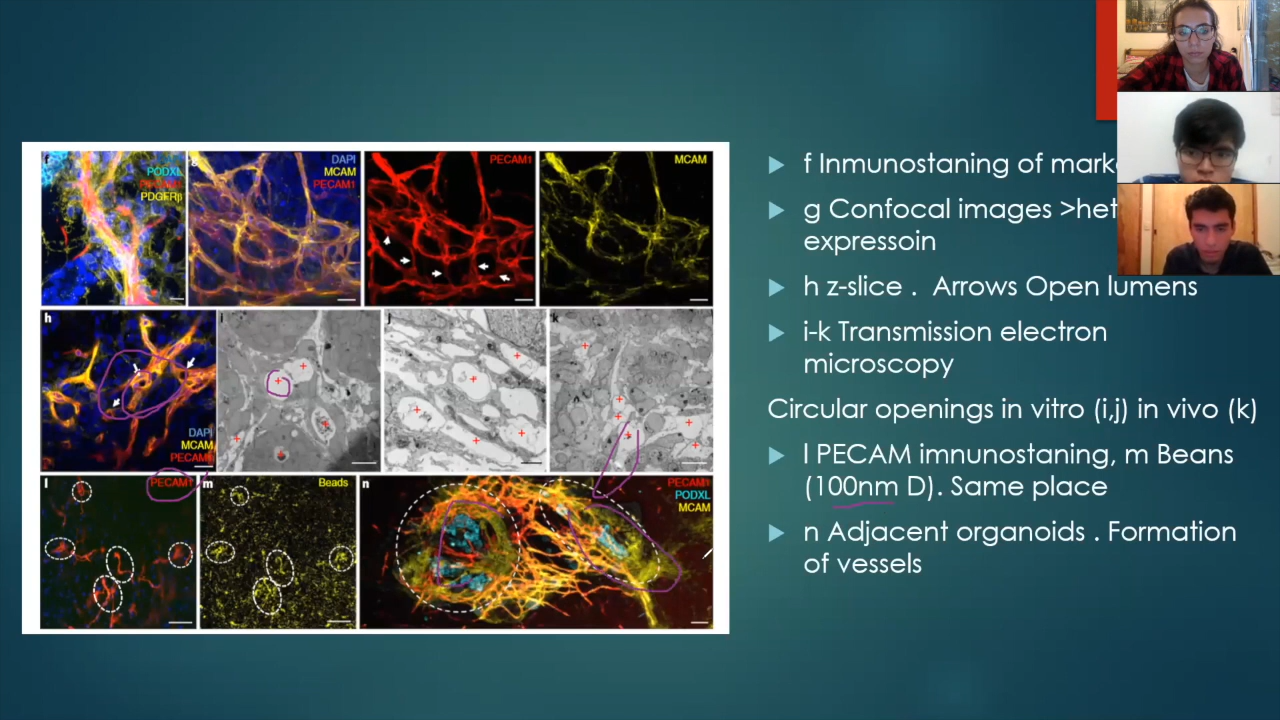 f
PODXL
PECAM1
PDGFRβ
g
DAPI
MCAM
PECAM1
PECAM1
MCAM
h
DAPI
MCAM
PECAM1
i
j
k
l
PECAM1
m
Beads
n
PECAM1
PODXL
MCAM
f Inmunostaning of mark
g Confocal images >het
expressoin
h z-slice . Arrows Open lumens
i-k Transmission electron
microscopy
Circular openings in vitro (i,j) in vivo (k)
l PECAM imnunostaning, m Beans
(100nm D). Same place
n Adjacent organoids . Formation
of vessels